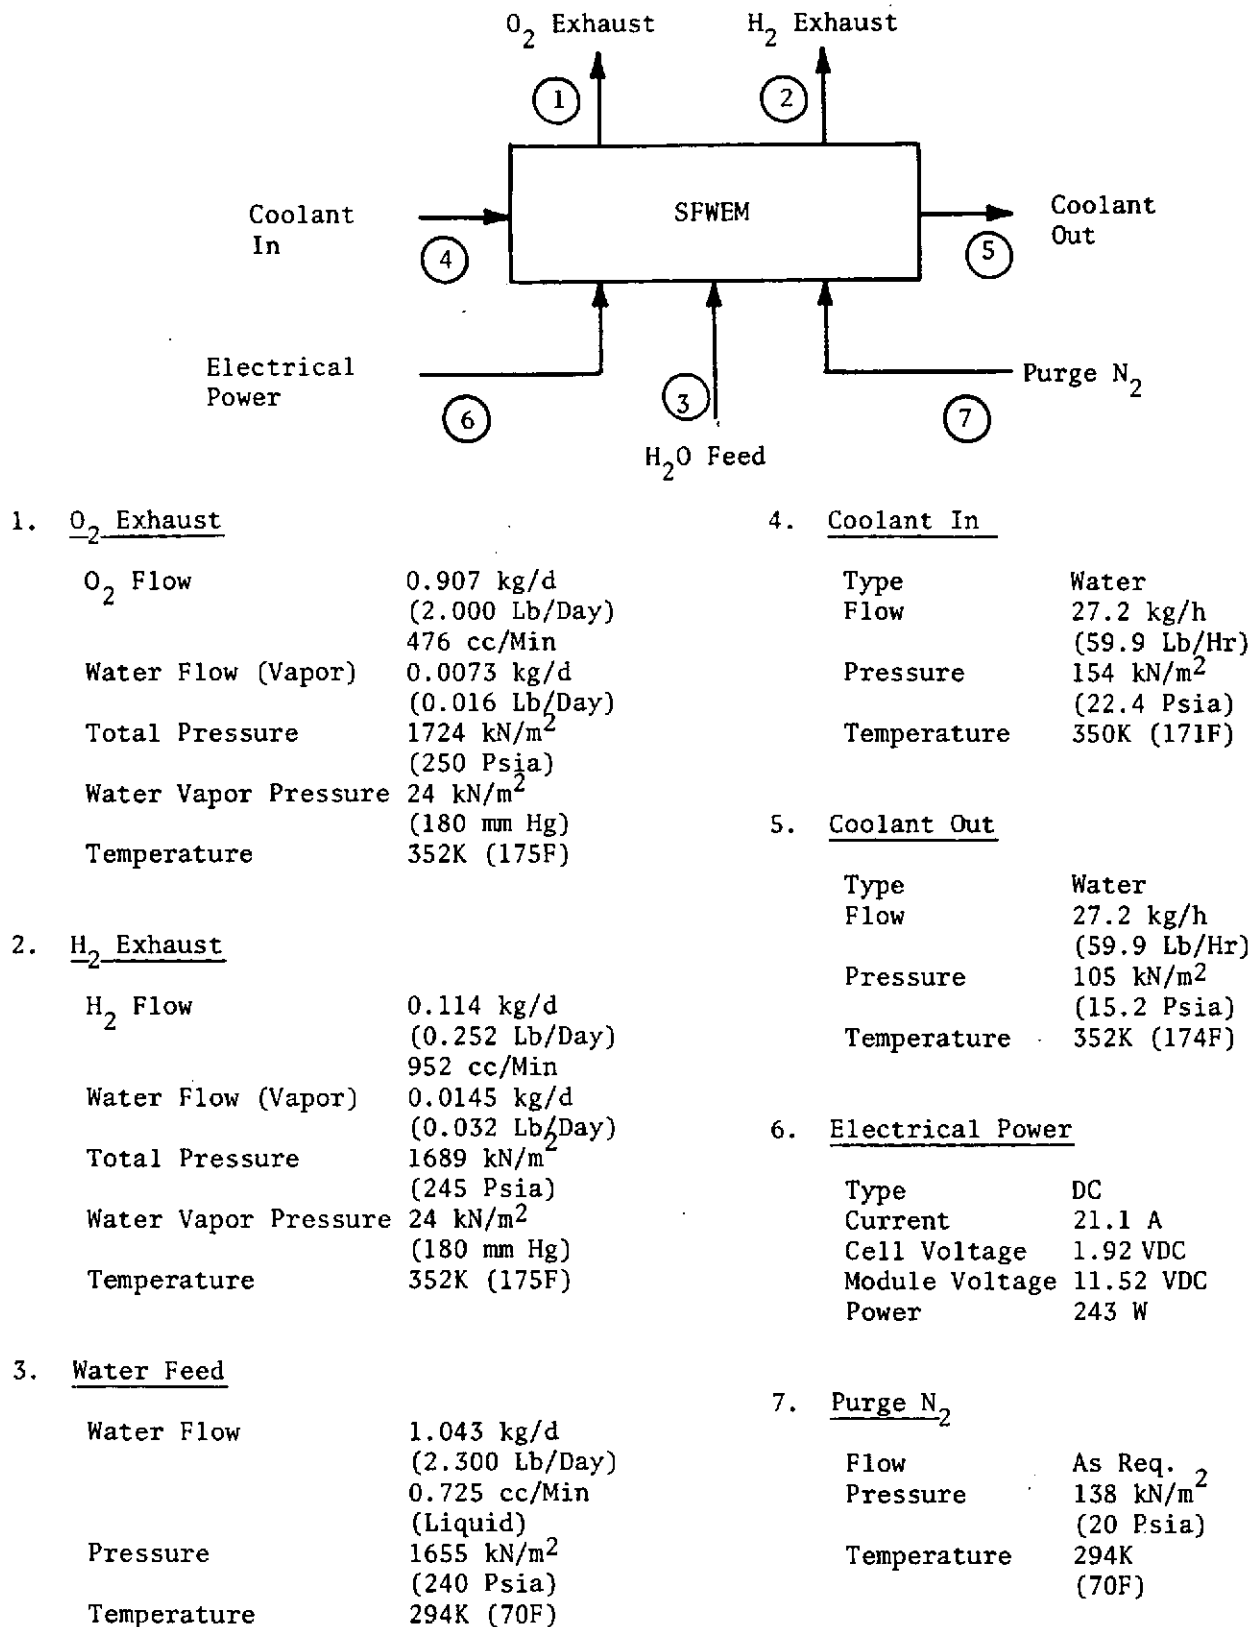 O2 Exhaust
H2 Exhaust
1
2
Coolant
In
SFWEM
Coolant
Out
4
5
Electrical
Power
Purge N2
6
3
7
H2O Feed
1. O2 Exhaust
O2 Flow 0.907 kg/d
(2.000 Lb/Day)
476 cc/Min
Water Flow (Vapor) 0.0073 kg/d
(0.016 Lb/Day)
Total Pressure 1724 kN/m2
(250 Psia)
Water Vapor Pressure 24 kN/m2
(180 mm Hg)
Temperature 352K (175F)
2. H2 Exhaust
H2 Flow 0.114 kg/d
(0.252 Lb/Day)
952 cc/Min
Water Flow (Vapor) 0.0145 kg/d
(0.032 Lb/Day)
Total Pressure 1689 kN/m2
(245 Psia)
Water Vapor Pressure 24 kN/m2
(180 mm Hg)
Temperature 352K (175F)
3. Water Feed
Water Flow 1.043 kg/d
(2.300 Lb/Day)
0.725 cc/Min
(Liquid)
Pressure 1655 kN/m2
(240 Psia)
Temperature 294K (70F)
4. Coolant In
Type Water
Flow 27.2 kg/h
(59.9 Lb/Hr)
Pressure 154 kN/m2
(22.4 Psia)
Temperature 350K (171F)
5. Coolant Out
Type Water
Flow 27.2 kg/h
(59.9 Lb/Hr)
Pressure 105 kN/m2
(15.2 Psia)
Temperature 352K (174F)
6. Electrical Power
Type DC
Current 21.1 A
Cell Voltage 1.92 VDC
Module Voltage 11.52 VDC
Power 243 W
7. Purge N2
Flow As Req.
Pressure 138 kN/m2
(20 Psia)
Temperature 294K
(70F)